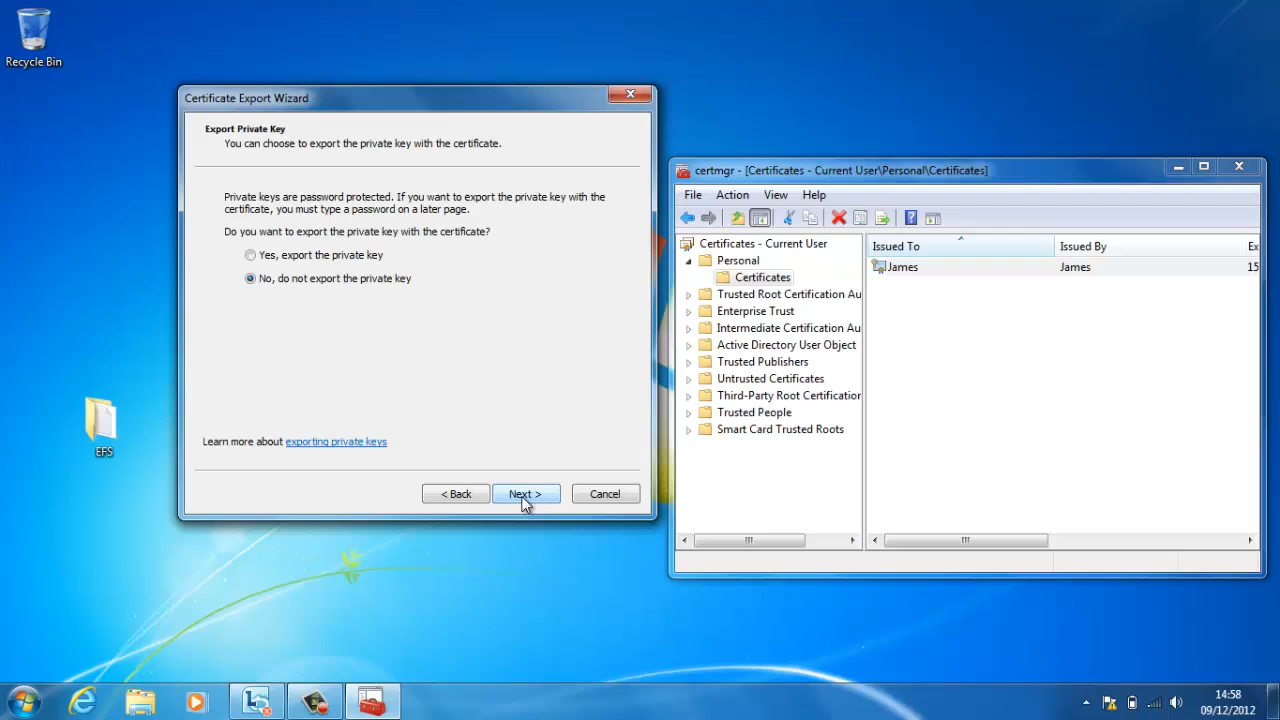 Recycle Bin
EFS
Certificate Export Wizard
Export Private Key
You can choose to export the private key with the certificate.
Private keys are password protected. If you want to export the private key with the
certificate, you must type a password on a later page.
Do you want to export the private key with the certificate?
Yes, export the private key
No, do not export the private key
Learn more about exporting private keys
< Back
Next >
Cancel
certmgr - [Certificates - Current User\Personal\Certificates]
File Action View Help
Certificates - Current User
Personal
Certificates
Trusted Root Certification Au
Enterprise Trust
Intermediate Certification Au
Active Directory User Object
Trusted Publishers
Untrusted Certificates
Third-Party Root Certification
Trusted People
Smart Card Trusted Roots
Issued To Issued By Ex
James James 15
14:58
09/12/2012